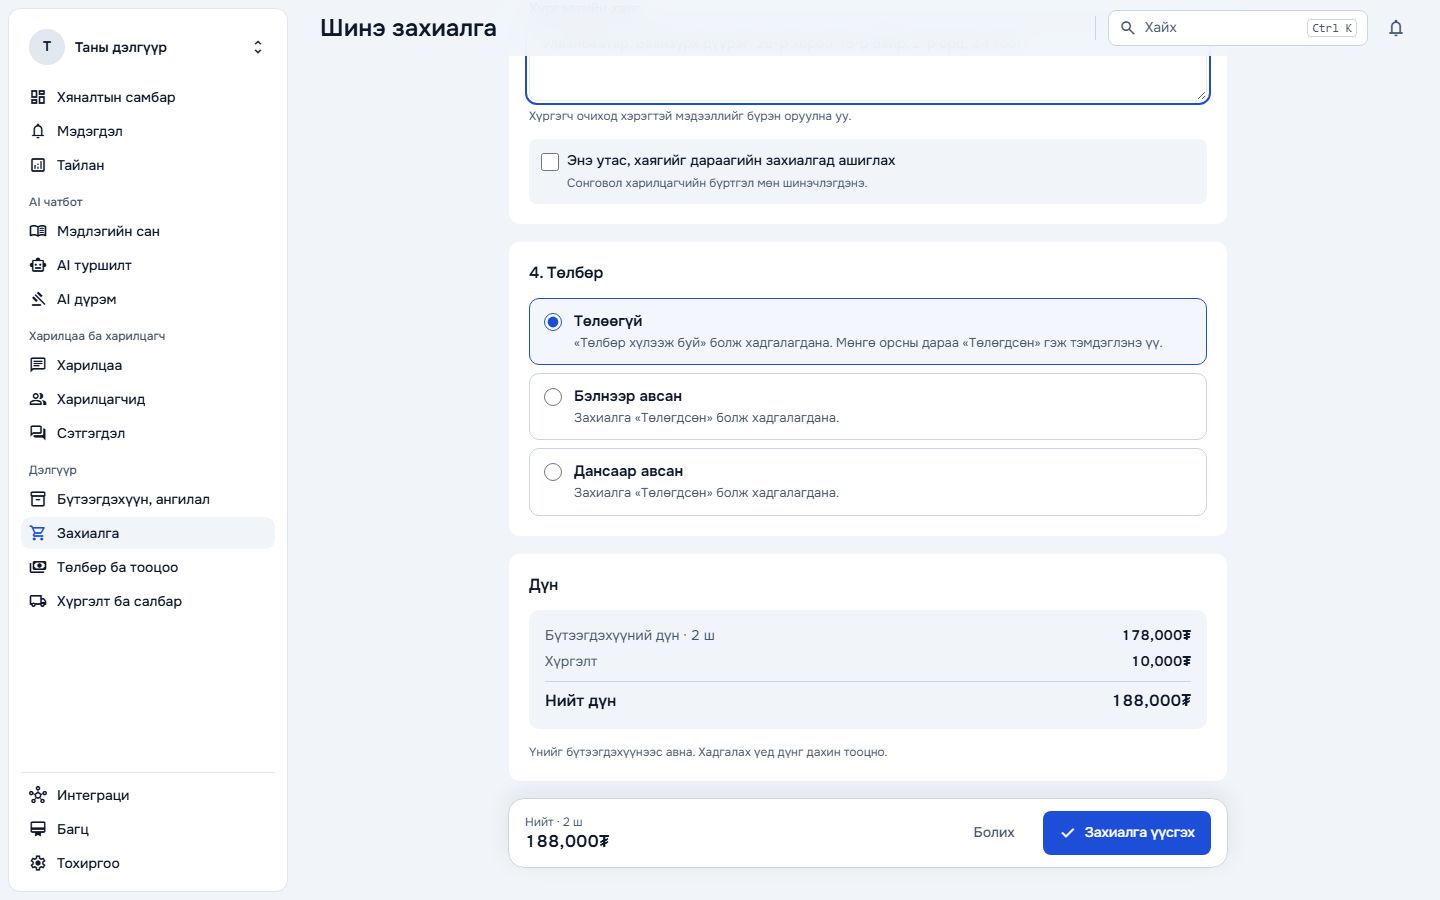 Т
Таны дэлгүүр
Хяналтын самбар
Мэдэгдэл
Тайлан
AI чатбот
Мэдлэгийн сан
AI туршилт
AI дүрэм
Харилцаа ба харилцагч
Харилцаа
Харилцагчид
Сэтгэгдэл
Дэлгүүр
Бүтээгдэхүүн, ангилал
Захиалга
Төлбөр ба тооцоо
Хүргэлт ба салбар
Интеграци
Багц
Тохиргоо
Шинэ захиалга
Хайх
Ctrl K
Хүргэгч очиход хэрэгтэй мэдээллийг бүрэн оруулна уу.
Энэ утас, хаягийг дараагийн захиалгад ашиглах
Сонговол харилцагчийн бүртгэл мөн шинэчлэгдэнэ.
4. Төлбөр
Төлөөгүй
«Төлбөр хүлээж буй» болж хадгалагдана. Мөнгө орсны дараа «Төлөгдсөн» гэж тэмдэглэнэ үү.
Бэлнээр авсан
Захиалга «Төлөгдсөн» болж хадгалагдана.
Дансаар авсан
Захиалга «Төлөгдсөн» болж хадгалагдана.
Дүн
Бүтээгдэхүүний дүн · 2 ш 178,000₮
Хүргэлт 10,000₮
Нийт дүн 188,000₮
Үнийг бүтээгдэхүүнээс авна. Хадгалах үед дүнг дахин тооцно.
Нийт · 2 ш
188,000₮
Болих
Захиалга үүсгэх